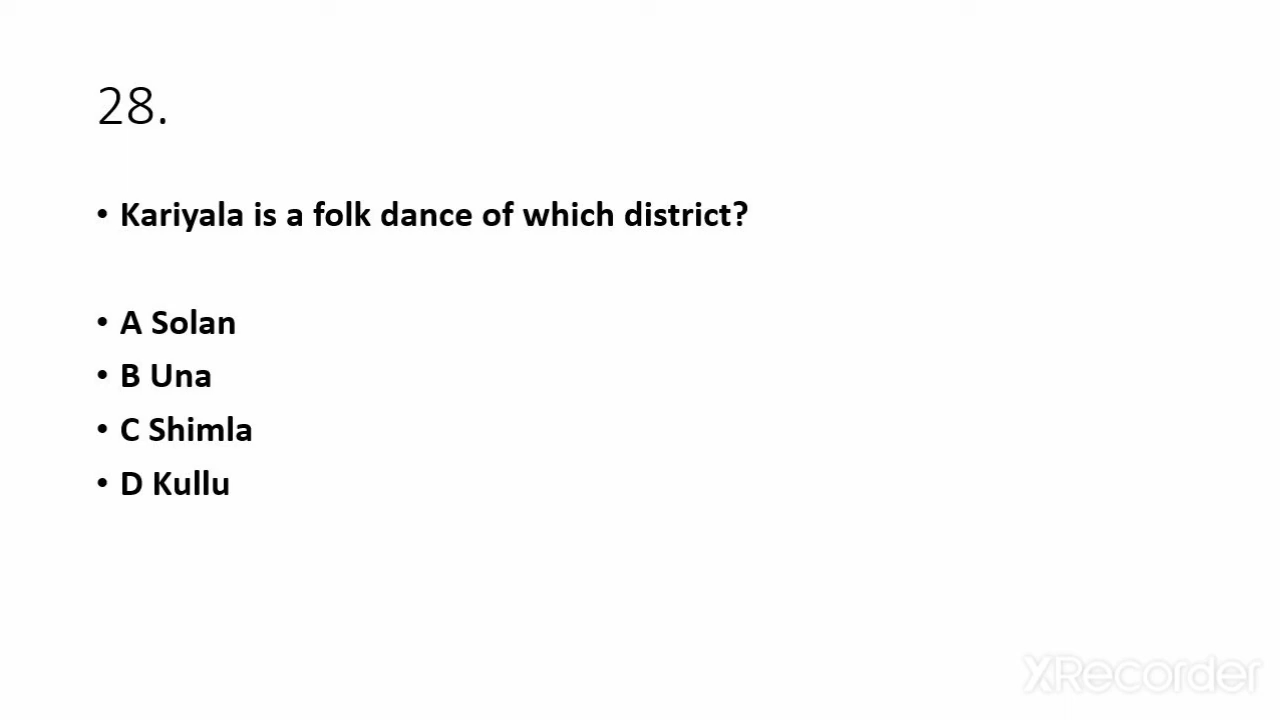 28.
• Kariyala is a folk dance of which district?
• A Solan
• B Una
• C Shimla
• D Kullu
XRecorder